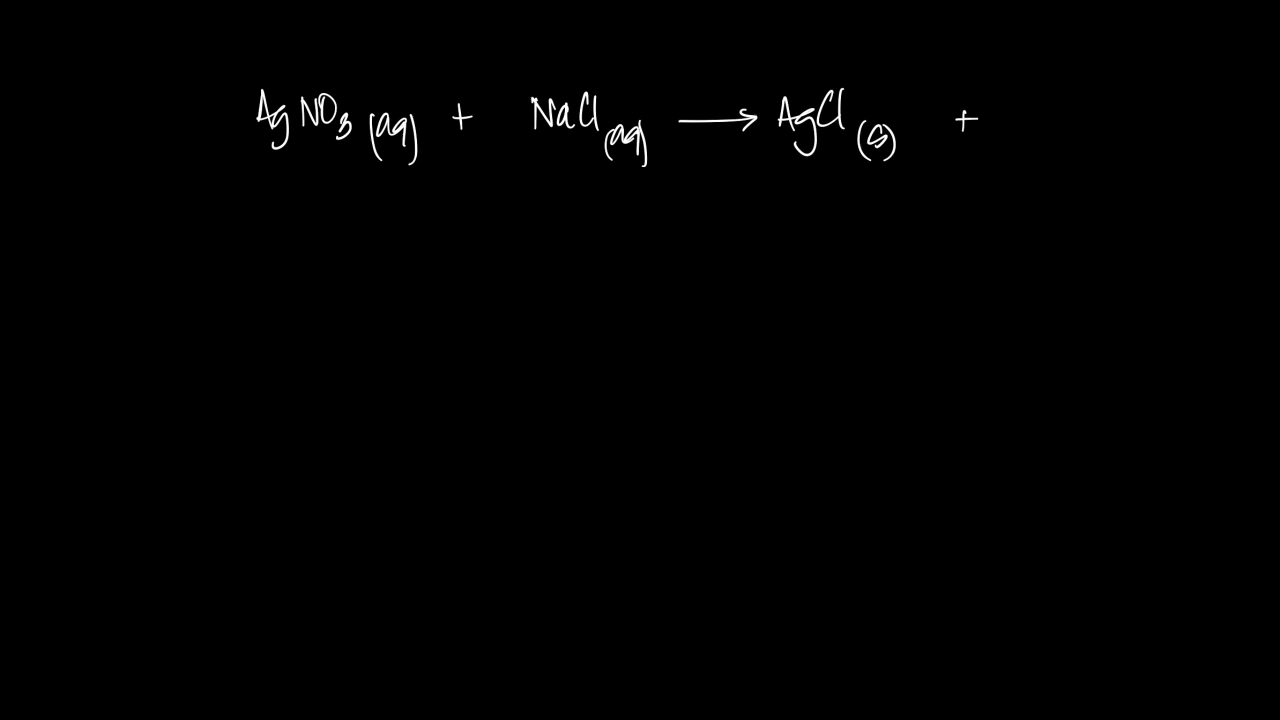 AgNO₃ (aq) + NaCl (aq) ⟶ AgCl (s) +